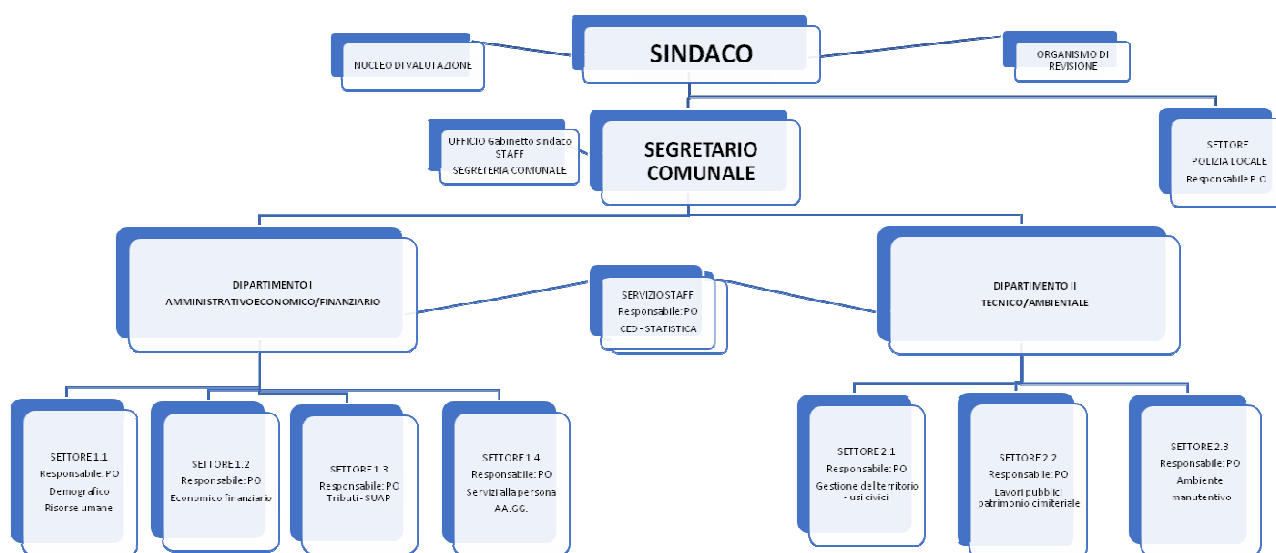 SINDACO
NUCLEO DI VALUTAZIONE
ORGANISMO DI
REVISIONE
UFFICIO Gabinetto sindaco
STAFF
SEGRETERIA COMUNALE
SEGRETARIO
COMUNALE
SETTORE
POLIZIA LOCALE
Responsabile P.O
DIPARTIMENTO I
AMMINISTRATIVO ECONOMICO/FINANZIARIO
SERVIZIO STAFF
Responsabile: PO
CED - STATISTICA
DIPARTIMENTO II
TECNICO/AMBIENTALE
SETTORE 1.1
Responsabile: PO
Demografico
Risorse umane
SETTORE 1.2
Responsabile: PO
Economico finanziario
SETTORE 1.3
Responsabile: PO
Tributi - SUAP
SETTORE 1.4
Responsabile: PO
Servizi alla persona
AA.GG.
SETTORE 2.1
Responsabile: PO
Gestione del territorio
- usi civici
SETTORE 2.2
Responsabile: PO
Lavori pubblici
patrimonio cimiteriale
SETTORE 2.3
Responsabile: PO
Ambiente
manutentivo